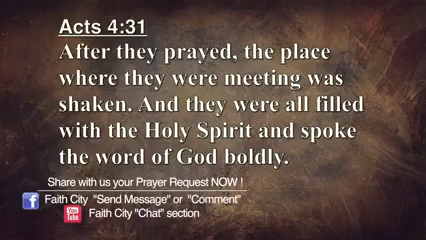 Acts 4:31
After they prayed, the place
where they were meeting was
shaken. And they were all filled
with the Holy Spirit and spoke
the word of God boldly.
Share with us your Prayer Request NOW !
f Faith City "Send Message" or "Comment"
You Tube Faith City "Chat" section